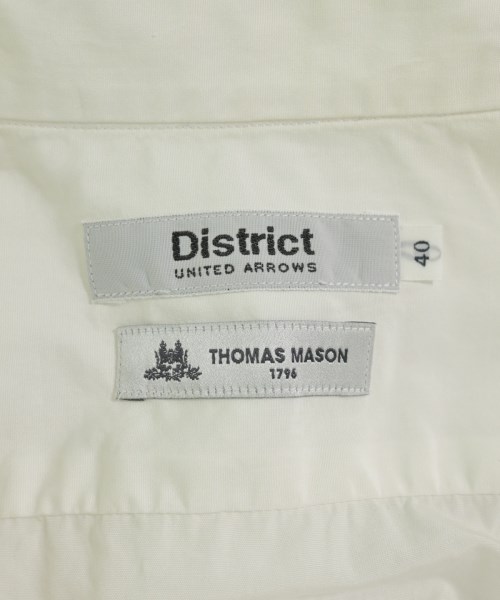 District
UNITED ARROWS
40
THOMAS MASON
1796